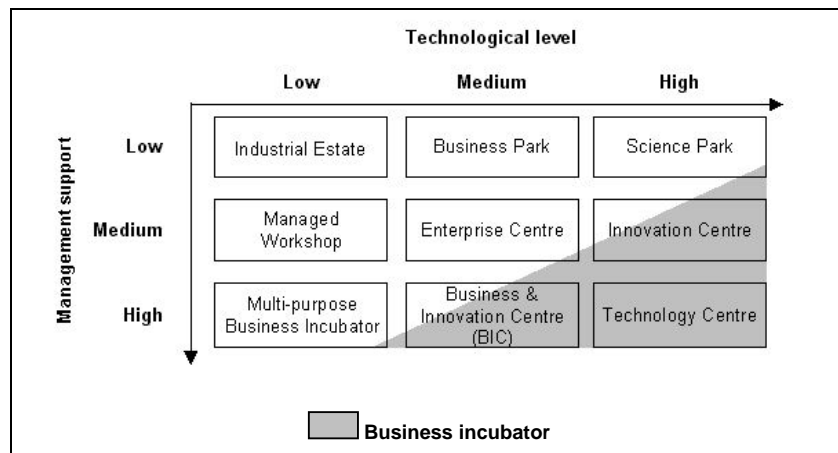 Technological level
Low Medium High
Management support
Low Industrial Estate Business Park Science Park
Medium Managed
Workshop Enterprise Centre Innovation Centre
High Multi-purpose
Business Incubator Business &
Innovation Centre
(BIC) Technology Centre
Business incubator